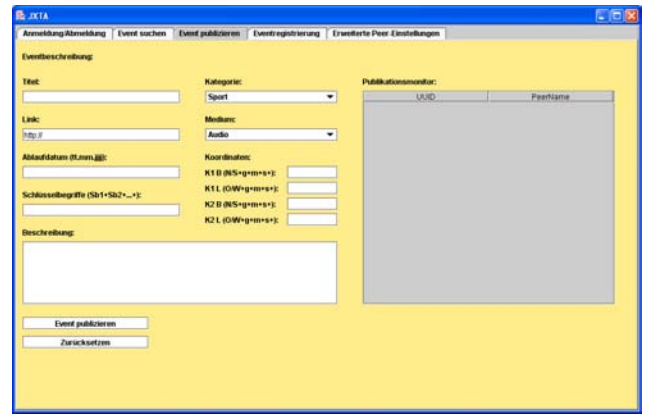 JXTA
Anmeldung/Abmeldung Event suchen Event publizieren Eventregistrierung Erweiterte Peer-Einstellungen
Eventbeschreibung:
Titel: Kategorie: Publikationsmonitor:
Sport UUID PeerName
Link: Medium:
http:// Audio
Ablaufdatum (tt.mm.jjjj): Koordinaten:
K1 B (N/S+g+m+s+):
K1 L (O/W+g+m+s+):
Schlüsselbegriffe (Sb1+Sb2+...+):
K2 B (N/S+g+m+s+):
K2 L (O/W+g+m+s+):
Beschreibung:
Event publizieren
Zurücksetzen